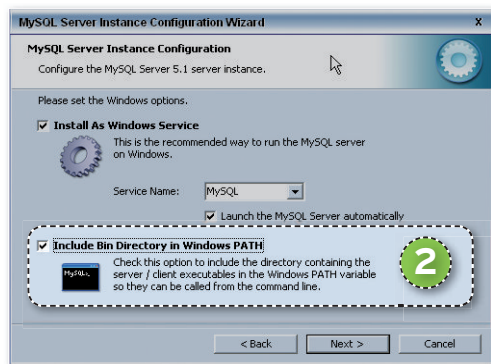 MySQL Server Instance Configuration Wizard
x
MySQL Server Instance Configuration
Configure the MySQL Server 5.1 server instance.
Please set the Windows options.
Install As Windows Service
This is the recommended way to run the MySQL server
on Windows.
Service Name:
MySQL
Launch the MySQL Server automatically
Include Bin Directory in Windows PATH
Check this option to include the directory containing the
server / client executables in the Windows PATH variable
so they can be called from the command line.
MySQL:_
2
< Back
Next >
Cancel